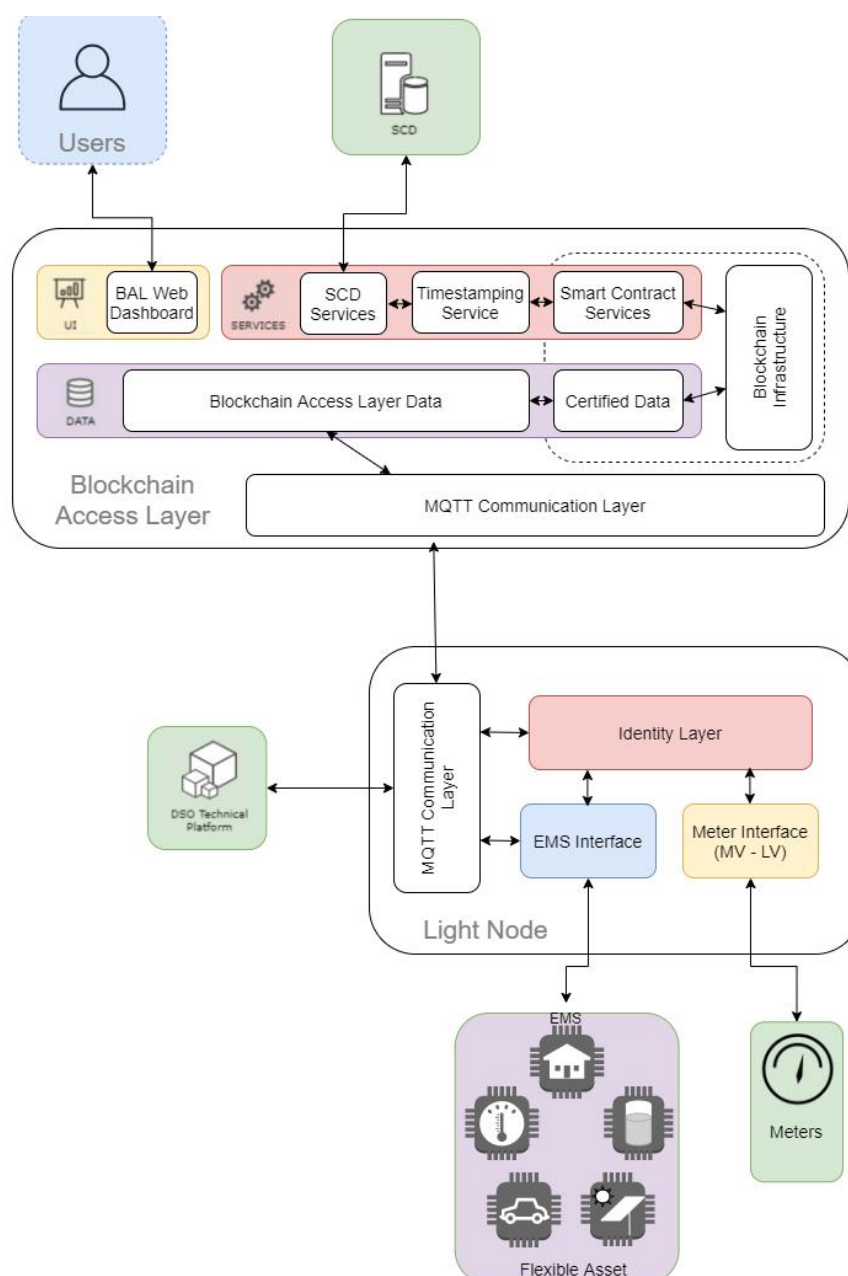 Users
SCD
UI
BAL Web
Dashboard
SERVICES
SCD
Services
Timestamping
Service
Smart Contract
Services
Blockchain
Infrastructure
DATA
Blockchain Access Layer Data
Certified Data
Blockchain
Access Layer
MQTT Communication Layer
MQTT Communication
Layer
Identity Layer
DSO Technical
Platform
EMS Interface
Meter Interface
(MV - LV)
Light Node
EMS
Meters
Flexible Asset